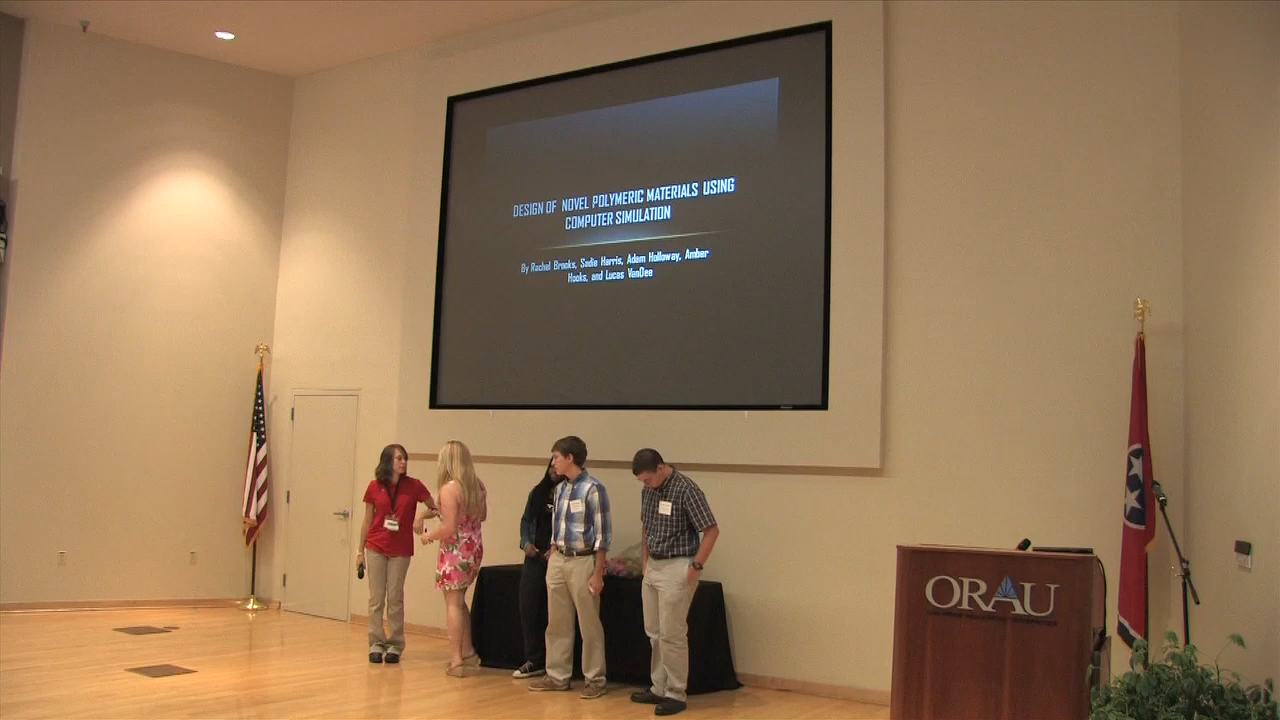 DESIGN OF NOVEL POLYMERIC MATERIALS USING
COMPUTER SIMULATION
By Rachel Brooks, Sadie Harris, Adam Holloway, Amber
Hooks, and Lucas VanDee
ORAU